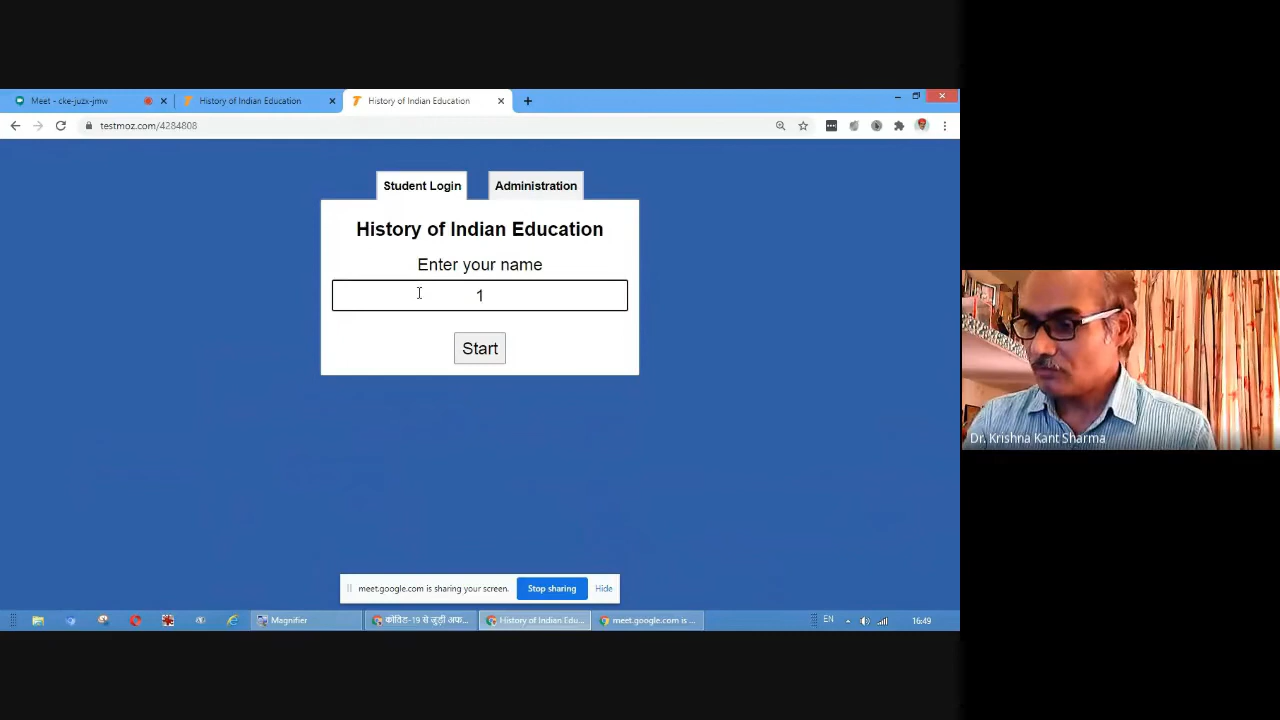 Meet - cke-juzx-jmw
History of Indian Education
History of Indian Education
testmoz.com/4284808
Student Login
Administration
History of Indian Education
Enter your name
1
Start
Dr. Krishna Kant Sharma
meet.google.com is sharing your screen.
Stop sharing
Hide
Magnifier
कोविड-19 से जुड़ी अफ...
History of Indian Edu...
meet.google.com is ...
EN
16:49